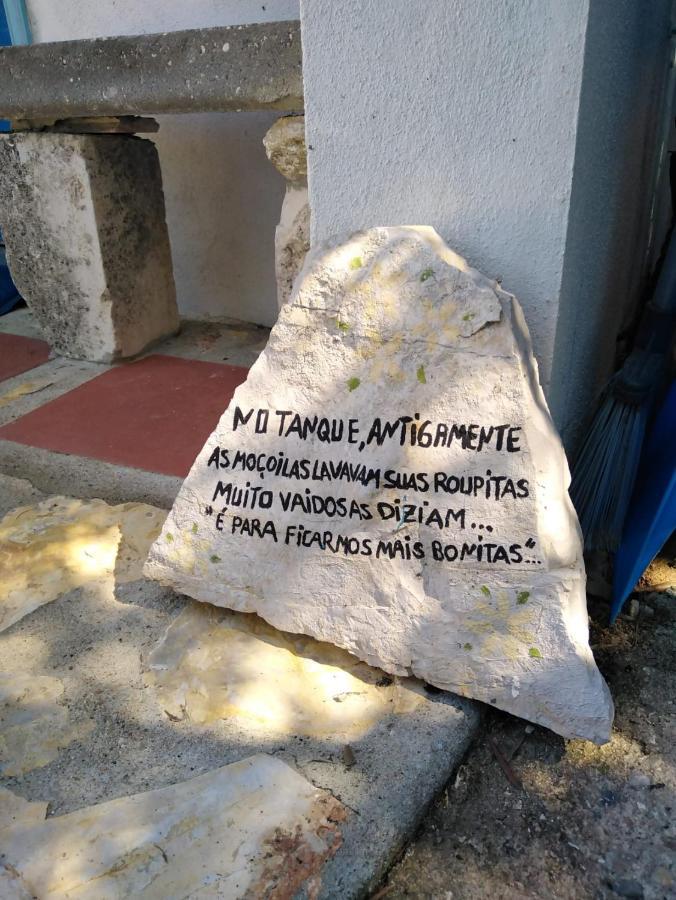 NO TANQUE, ANTIGAMENTE
AS MOÇOILAS LAVAVAM SUAS ROUPITAS
MUITO VAIDOSAS DIZIAM...
"É PARA FICARMOS MAIS BONITAS"...